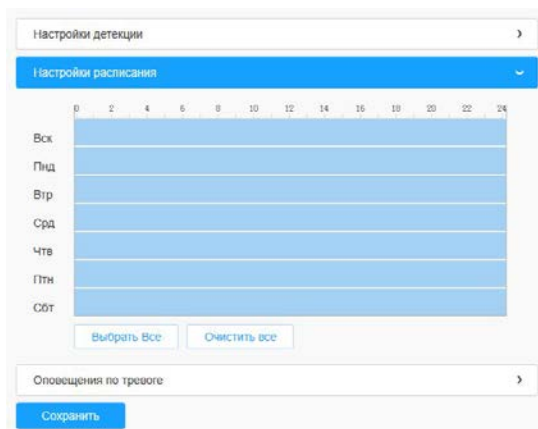 Настройки детекции
Настройки расписания
0 2 4 6 8 10 12 14 16 18 20 22 24
Вск
Пнд
Втр
Срд
Чтв
Птн
Сбт
Выбрать Все Очистить все
Оповещения по тревоге
Сохранить